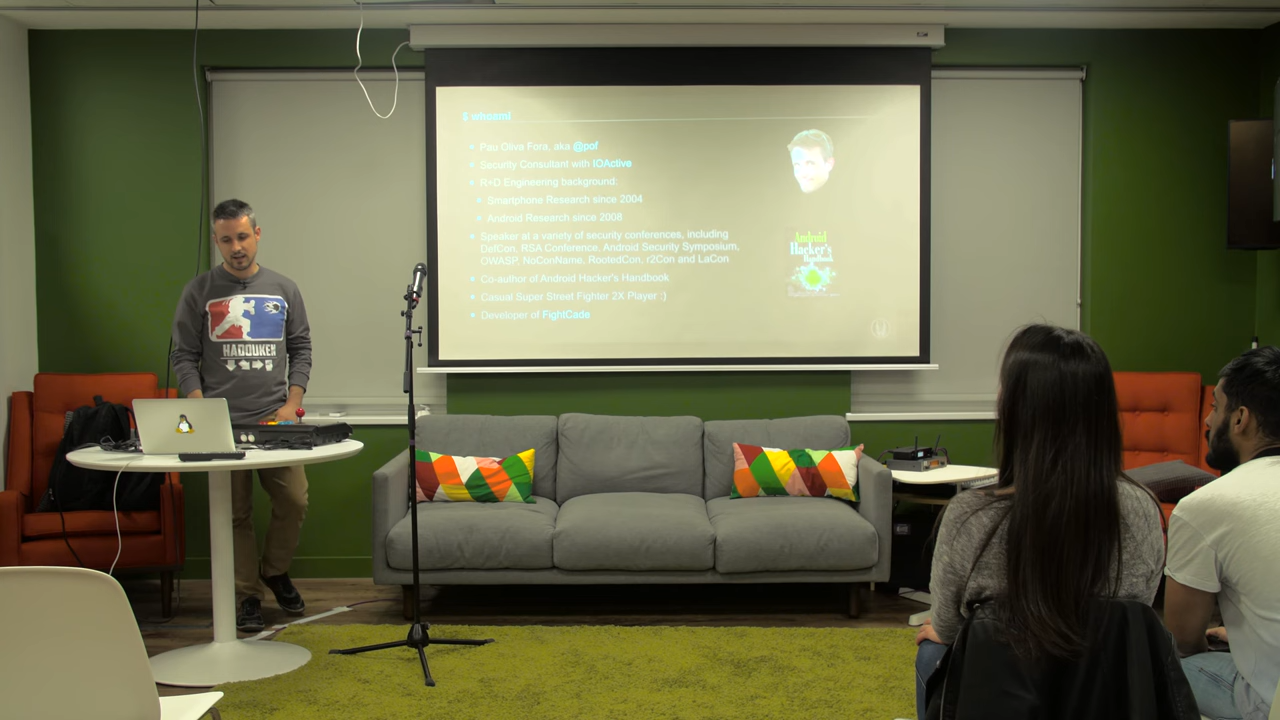 $ whoami
Pau Oliva Fora, aka @pof
Security Consultant with IOActive
R+D Engineering background:
Smartphone Research since 2004
Android Research since 2008
Speaker at a variety of security conferences, including
DefCon, RSA Conference, Android Security Symposium,
OWASP, NoConName, RootedCon, r2Con and LaCon
Co-author of Android Hacker's Handbook
Casual Super Street Fighter 2X Player :)
Developer of FightCade
Android
Hacker's
Handbook
HADOUKEN